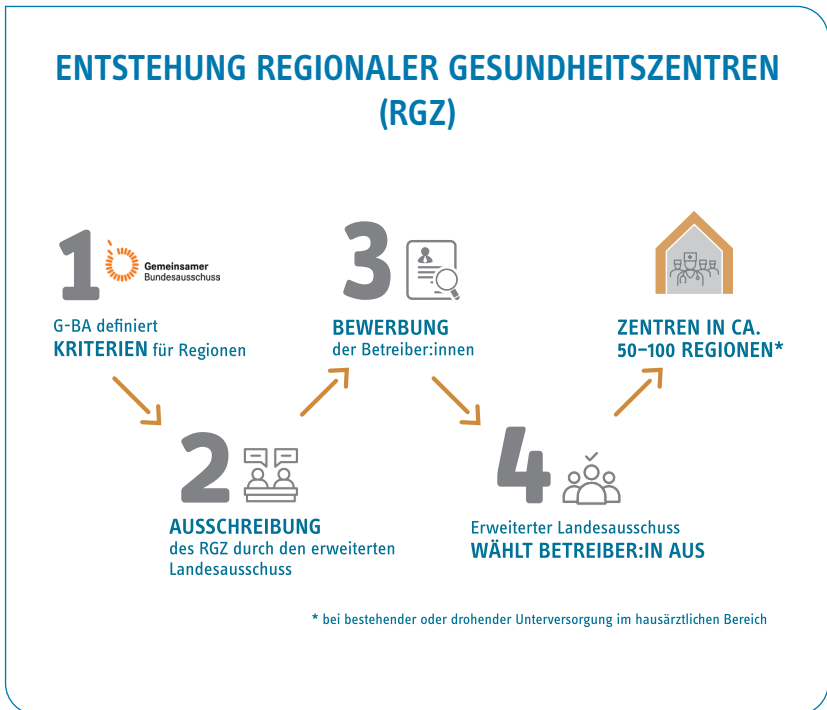 ENTSTEHUNG REGIONALER GESUNDHEITSZENTREN
(RGZ)
1
Gemeinsamer
Bundesausschuss
G-BA definiert
KRITERIEN für Regionen
2
AUSSCHREIBUNG
des RGZ durch den erweiterten
Landesausschuss
3
BEWERBUNG
der Betreiber:innen
4
Erweiterter Landesausschuss
WÄHLT BETREIBER:IN AUS
ZENTREN IN CA.
50–100 REGIONEN*
* bei bestehender oder drohender Unterversorgung im hausärztlichen Bereich